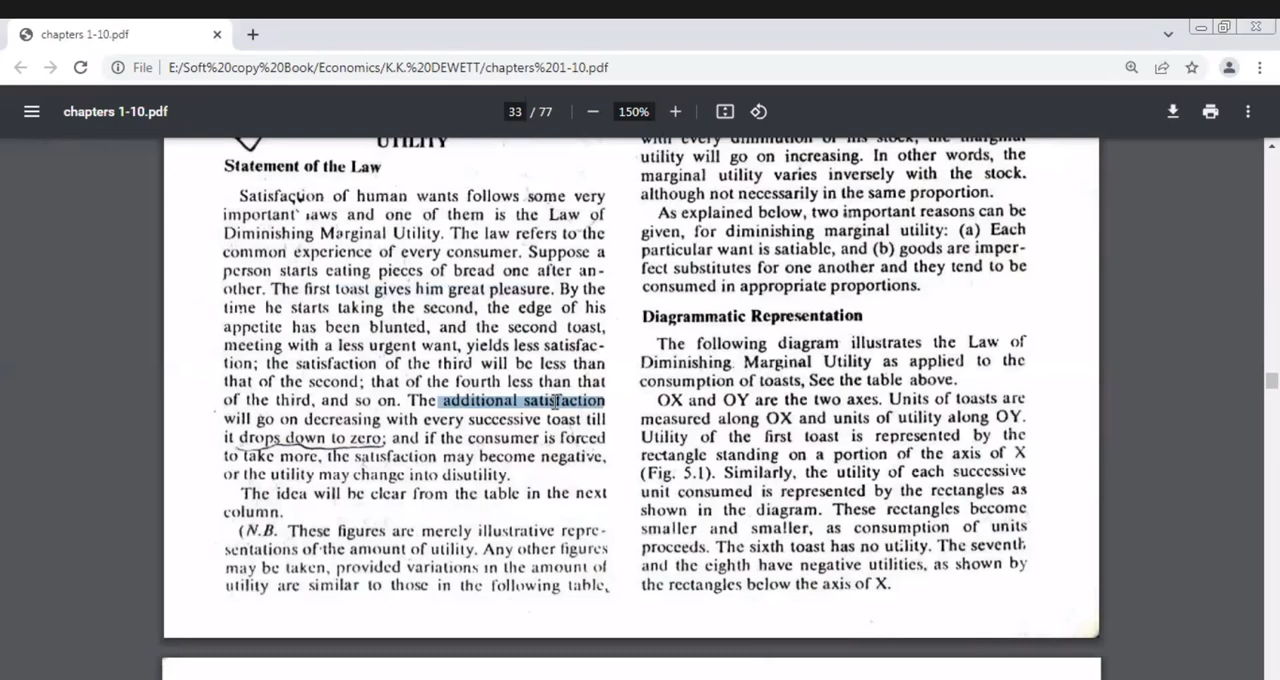 chapters 1-10.pdf
File | E:/Soft%20copy%20Book/Economics/K.K.%20DEWETT/chapters%201-10.pdf
chapters 1-10.pdf
33 / 77
150%
UTILITY
Statement of the Law
Satisfaction of human wants follows some very
important laws and one of them is the Law of
Diminishing Marginal Utility. The law refers to the
common experience of every consumer. Suppose a
person starts eating pieces of bread one after an-
other. The first toast gives him great pleasure. By the
time he starts taking the second, the edge of his
appetite has been blunted, and the second toast,
meeting with a less urgent want, yields less satisfac-
tion; the satisfaction of the third will be less than
that of the second; that of the fourth less than that
of the third, and so on. The additional satisfaction
will go on decreasing with every successive toast till
it drops down to zero; and if the consumer is forced
to take more, the satisfaction may become negative,
or the utility may change into disutility.
The idea will be clear from the table in the next
column.
(N.B. These figures are merely illustrative repre-
sentations of the amount of utility. Any other figures
may be taken, provided variations in the amount of
utility are similar to those in the following table,
with every diminution of his stock, the marginal
utility will go on increasing. In other words, the
marginal utility varies inversely with the stock.
although not necessarily in the same proportion.
As explained below, two important reasons can be
given, for diminishing marginal utility: (a) Each
particular want is satiable, and (b) goods are imper-
fect substitutes for one another and they tend to be
consumed in appropriate proportions.
Diagrammatic Representation
The following diagram illustrates the Law of
Diminishing Marginal Utility as applied to the
consumption of toasts, See the table above.
OX and OY are the two axes. Units of toasts are
measured along OX and units of utility along OY.
Utility of the first toast is represented by the
rectangle standing on a portion of the axis of X
(Fig. 5.1). Similarly, the utility of each successive
unit consumed is represented by the rectangles as
shown in the diagram. These rectangles become
smaller and smaller, as consumption of units
proceeds. The sixth toast has no utility. The seventh
and the eighth have negative utilities, as shown by
the rectangles below the axis of X.